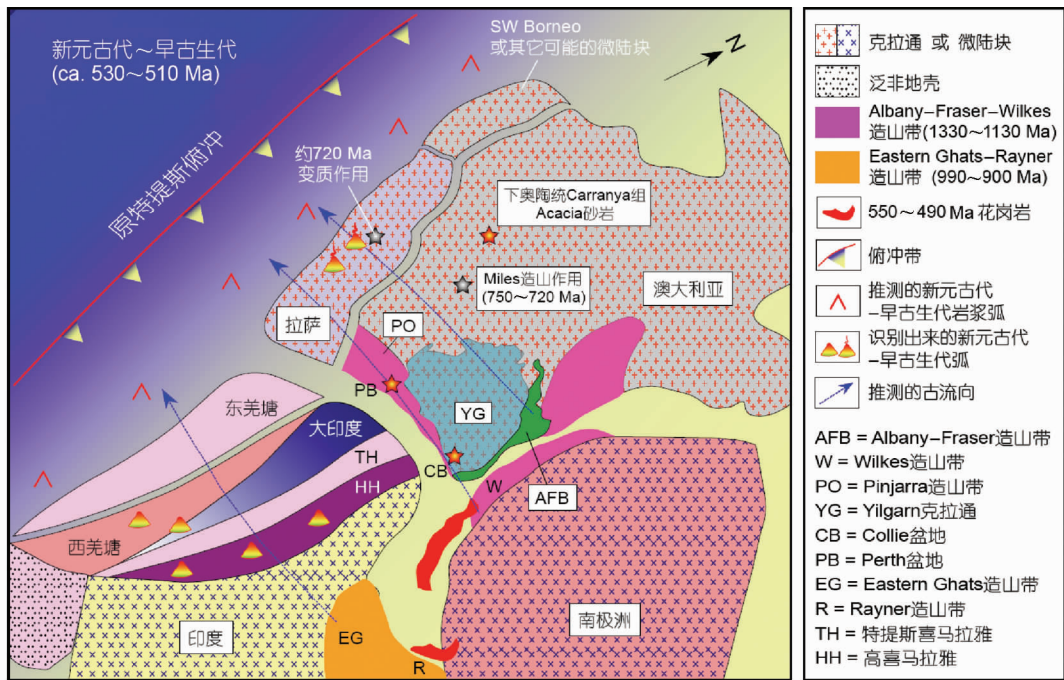 新元古代～早古生代
(ca. 530～510 Ma)
SW Borneo
或其它可能的微陆块
N
原特提斯俯冲
约720 Ma
变质作用
下奥陶统Carranya组
Acacia砂岩
Miles造山作用
(750～720 Ma)
澳大利亚
拉萨
PO
PB
YG
东羌塘
大印度
TH
HH
CB
W
AFB
西羌塘
印度
EG
R
南极洲
克拉通 或 微陆块
泛非地壳
Albany–Fraser–Wilkes
造山带(1330～1130 Ma)
Eastern Ghats–Rayner
造山带 (990～900 Ma)
550～490 Ma 花岗岩
俯冲带
推测的新元古代
–早古生代岩浆弧
识别出来的新元古代
–早古生代弧
推测的古流向
AFB = Albany–Fraser造山带
W = Wilkes造山带
PO = Pinjarra造山带
YG = Yilgarn克拉通
CB = Collie盆地
PB = Perth盆地
EG = Eastern Ghats造山带
R = Rayner造山带
TH = 特提斯喜马拉雅
HH = 高喜马拉雅